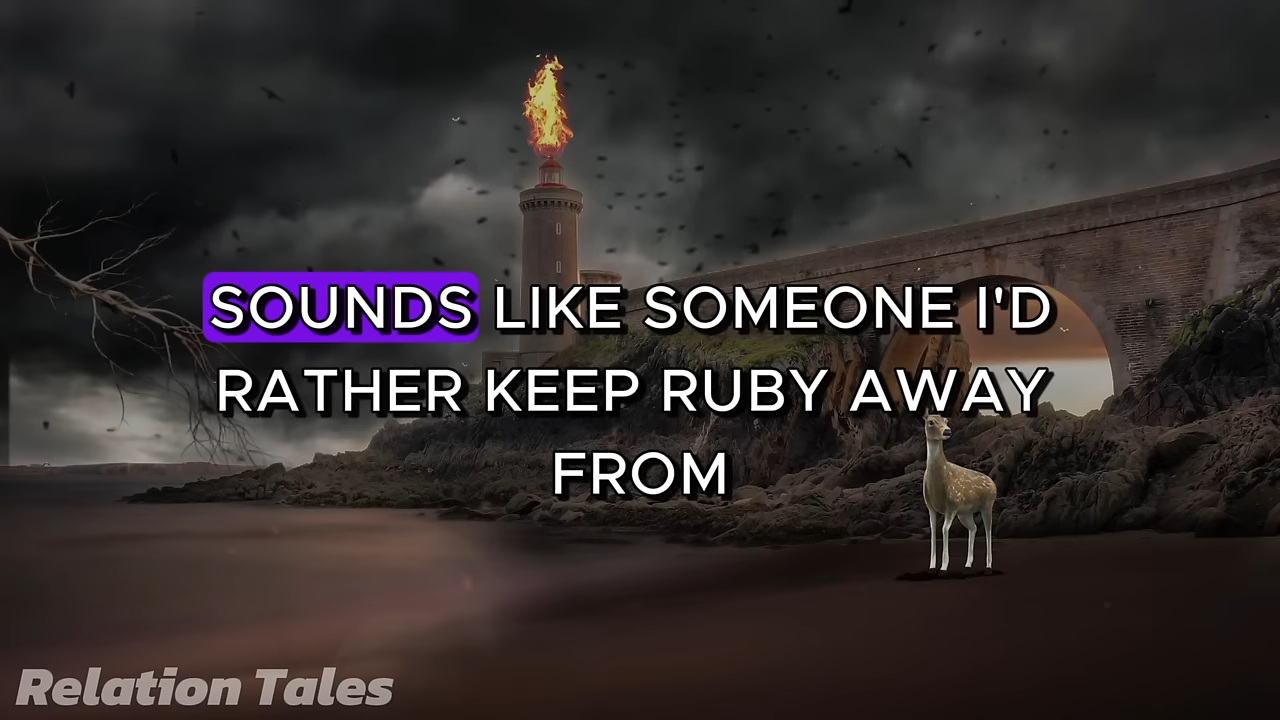 SOUNDS LIKE SOMEONE I'D
RATHER KEEP RUBY AWAY
FROM
Relation Tales